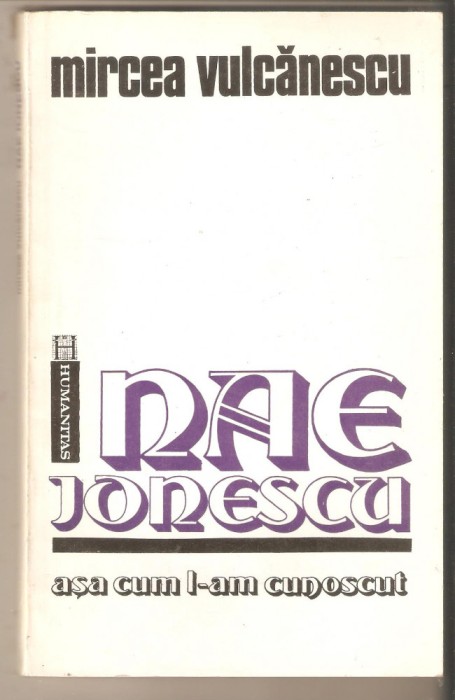 mircea vulcănescu
HUMANITAS
NAE
IONESCU
așa cum l-am cunoscut